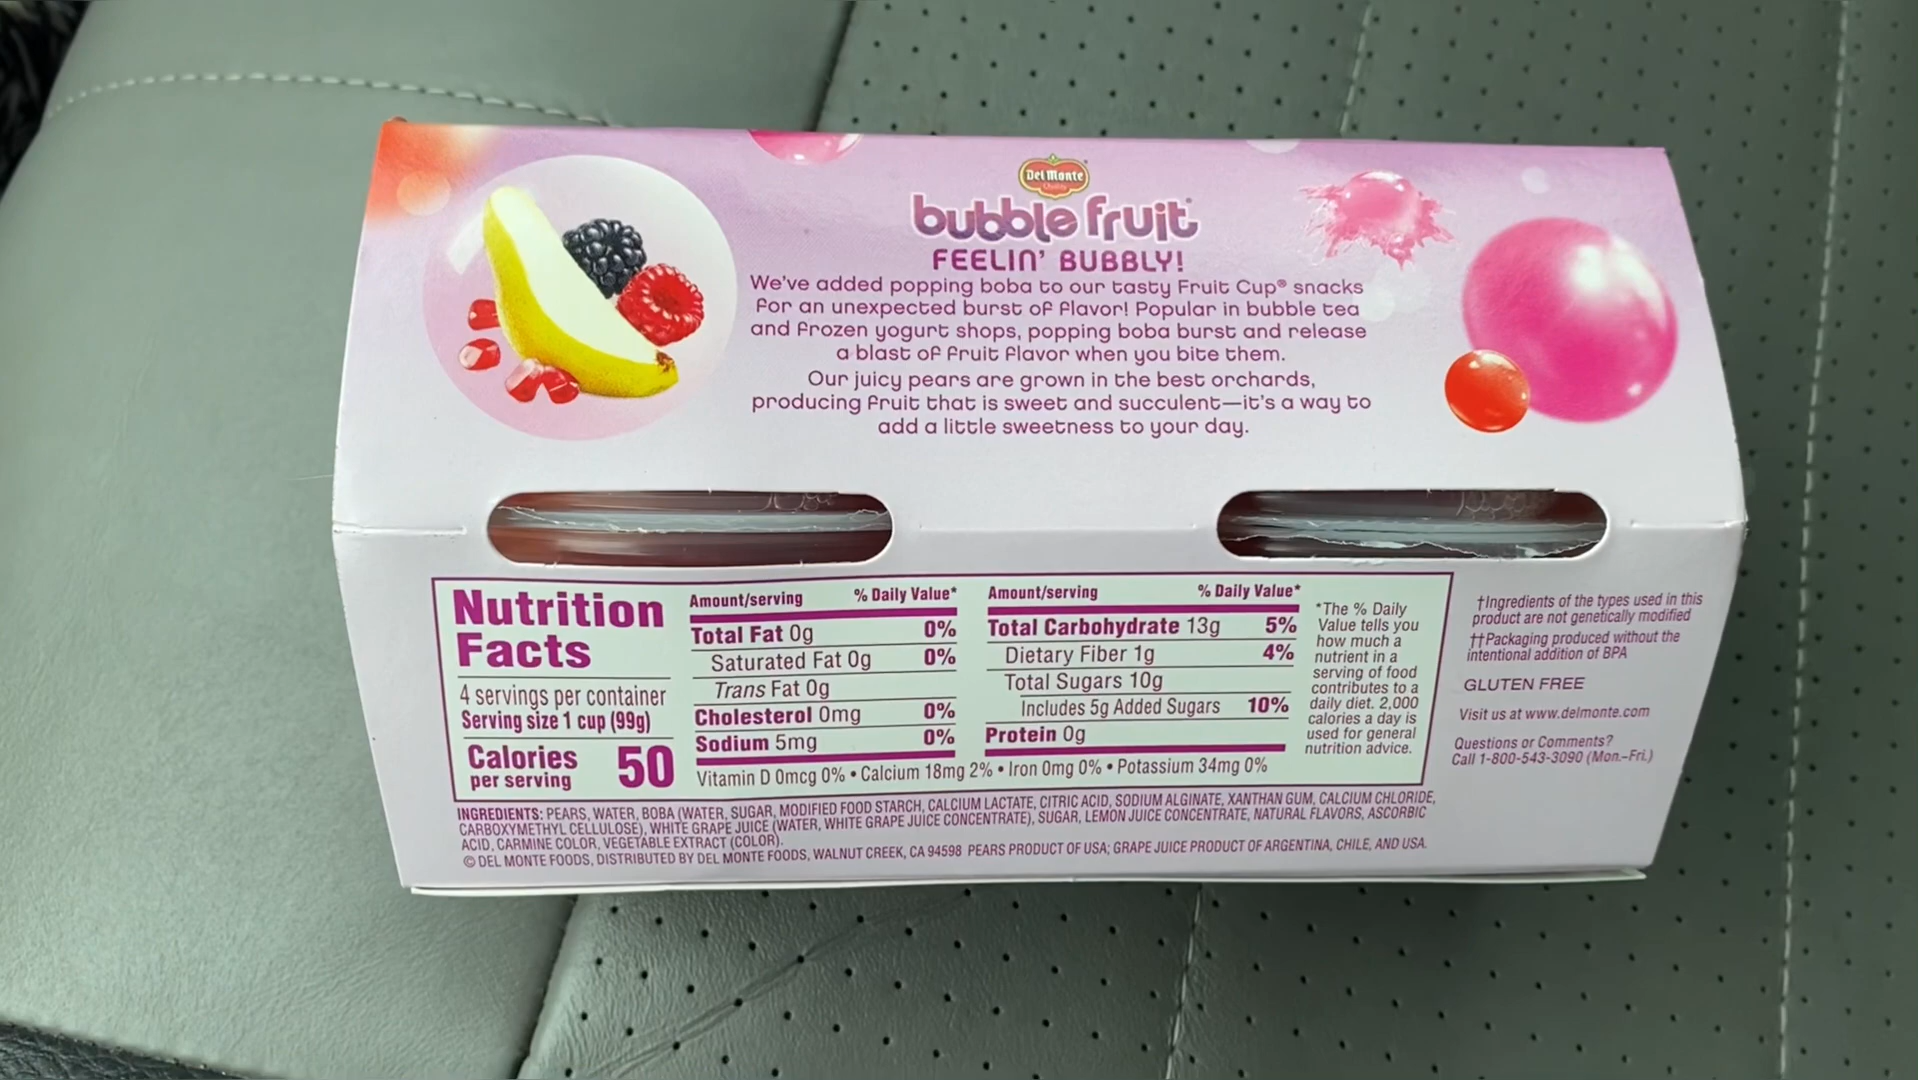 Del Monte
Quality
bubble fruit
FEELIN' BUBBLY!
We've added popping boba to our tasty Fruit Cup® snacks
for an unexpected burst of flavor! Popular in bubble tea
and frozen yogurt shops, popping boba burst and release
a blast of fruit flavor when you bite them.
Our juicy pears are grown in the best orchards,
producing fruit that is sweet and succulent—it's a way to
add a little sweetness to your day.
Nutrition
Facts
4 servings per container
Serving size 1 cup (99g)
Calories
per serving
50
Amount/serving % Daily Value*
Total Fat 0g 0%
Saturated Fat 0g 0%
Trans Fat 0g
Cholesterol 0mg 0%
Sodium 5mg 0%
Amount/serving % Daily Value*
Total Carbohydrate 13g 5%
Dietary Fiber 1g 4%
Total Sugars 10g
Includes 5g Added Sugars 10%
Protein 0g
Vitamin D 0mcg 0% • Calcium 18mg 2% • Iron 0mg 0% • Potassium 34mg 0%
*The % Daily
Value tells you
how much a
nutrient in a
serving of food
contributes to a
daily diet. 2,000
calories a day is
used for general
nutrition advice.
†Ingredients of the types used in this
product are not genetically modified
††Packaging produced without the
intentional addition of BPA
GLUTEN FREE
Visit us at www.delmonte.com
Questions or Comments?
Call 1-800-543-3090 (Mon.-Fri.)
INGREDIENTS: PEARS, WATER, BOBA (WATER, SUGAR, MODIFIED FOOD STARCH, CALCIUM LACTATE, CITRIC ACID, SODIUM ALGINATE, XANTHAN GUM, CALCIUM CHLORIDE,
CARBOXYMETHYL CELLULOSE), WHITE GRAPE JUICE (WATER, WHITE GRAPE JUICE CONCENTRATE), SUGAR, LEMON JUICE CONCENTRATE, NATURAL FLAVORS, ASCORBIC
ACID, CARMINE COLOR, VEGETABLE EXTRACT (COLOR).
© DEL MONTE FOODS, DISTRIBUTED BY DEL MONTE FOODS, WALNUT CREEK, CA 94598 PEARS PRODUCT OF USA; GRAPE JUICE PRODUCT OF ARGENTINA, CHILE, AND USA.